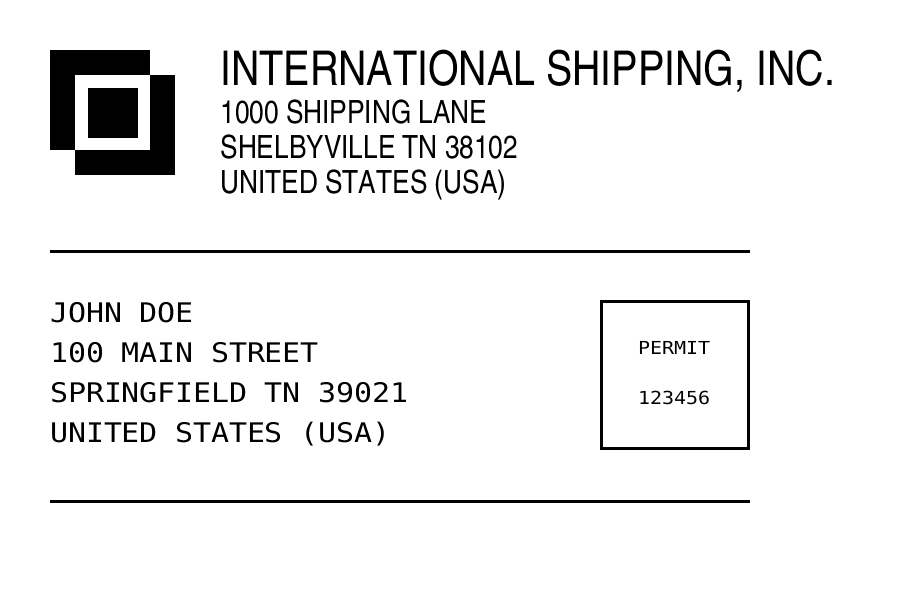 INTERNATIONAL SHIPPING, INC.
1000 SHIPPING LANE
SHELBYVILLE TN 38102
UNITED STATES (USA)
JOHN DOE
100 MAIN STREET
SPRINGFIELD TN 39021
UNITED STATES (USA)
PERMIT
123456